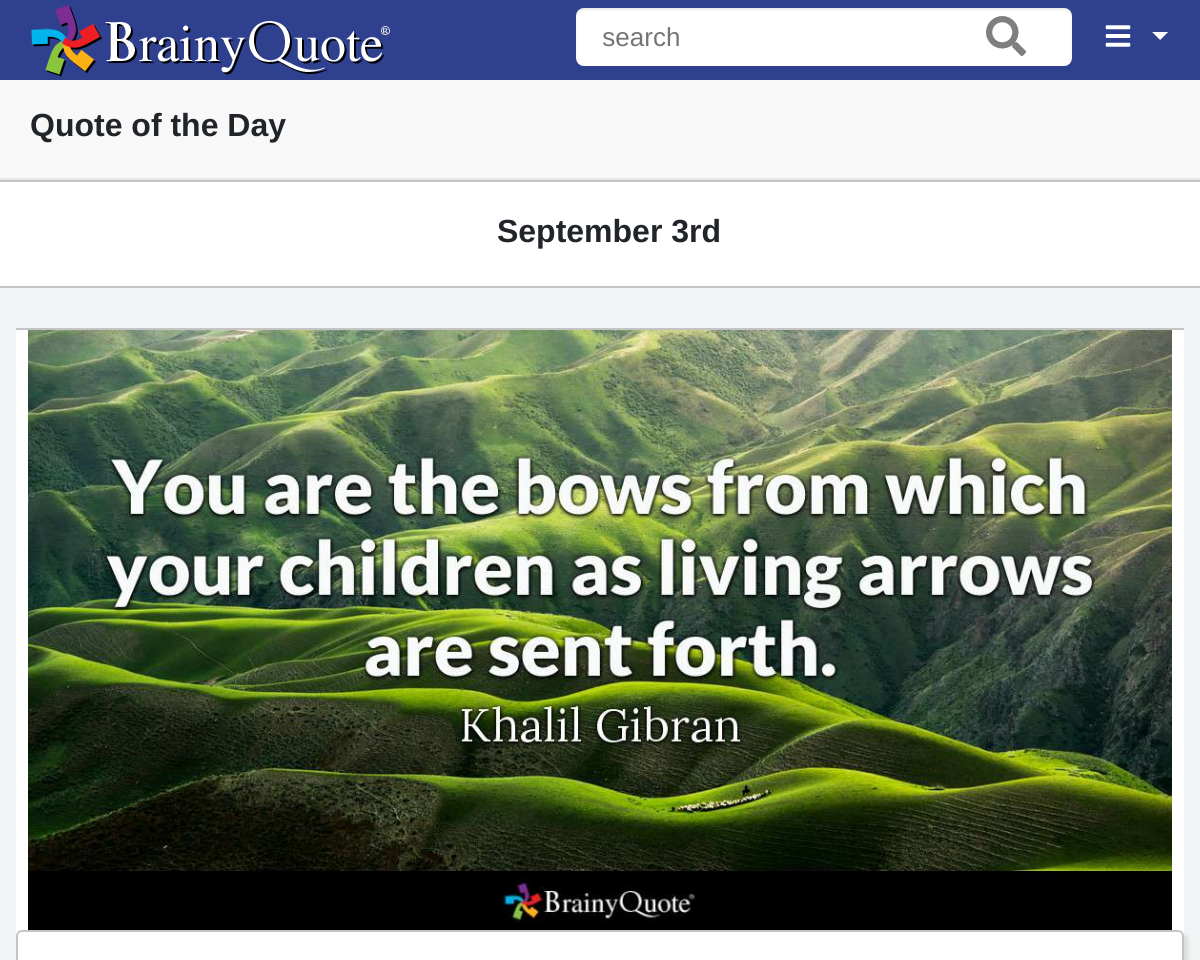 BrainyQuote®
search
Quote of the Day
September 3rd
You are the bows from which
your children as living arrows
are sent forth.
Khalil Gibran
BrainyQuote®